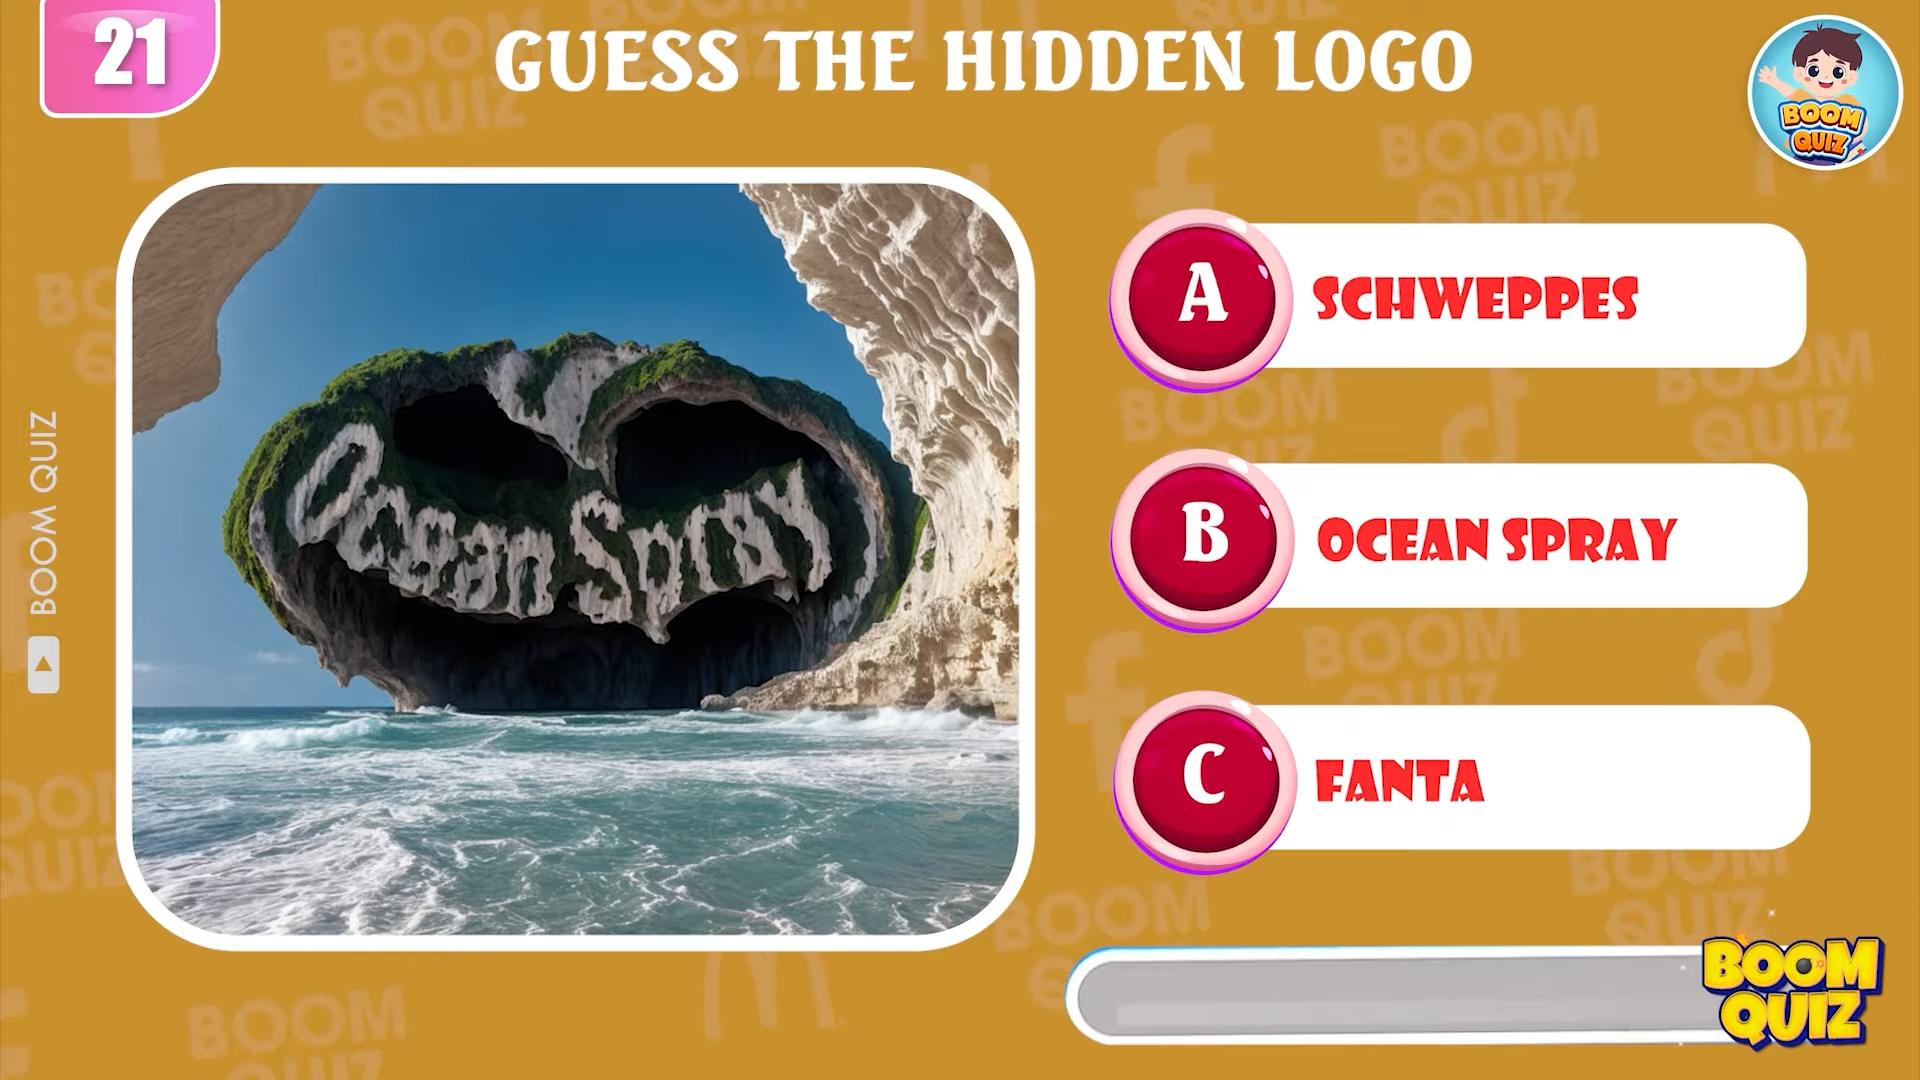 21
GUESS THE HIDDEN LOGO
BOOM
QUIZ
BOOM QUIZ
Ocean Spray
A SCHWEPPES
B OCEAN SPRAY
C FANTA
BOOM
QUIZ